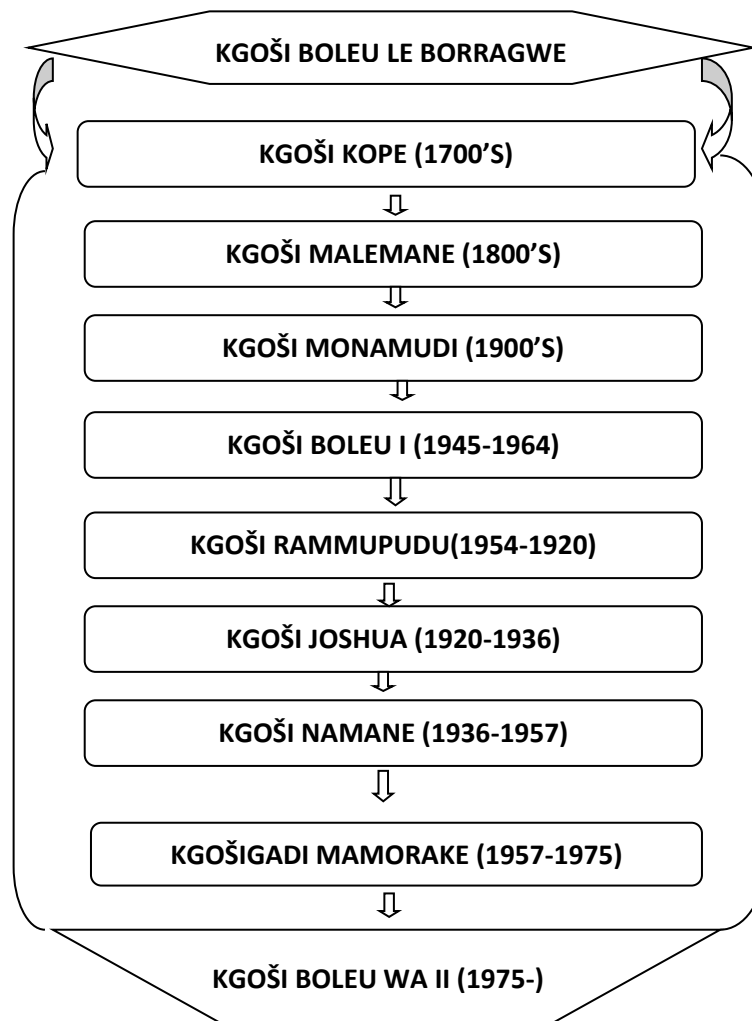 KGOŠI BOLEU LE BORRAGWE
KGOŠI KOPE (1700’S)
KGOŠI MALEMANE (1800’S)
KGOŠI MONAMUDI (1900’S)
KGOŠI BOLEU I (1945-1964)
KGOŠI RAMMUPUDU(1954-1920)
KGOŠI JOSHUA (1920-1936)
KGOŠI NAMANE (1936-1957)
KGOŠIGADI MAMORAKE (1957-1975)
KGOŠI BOLEU WA II (1975-)